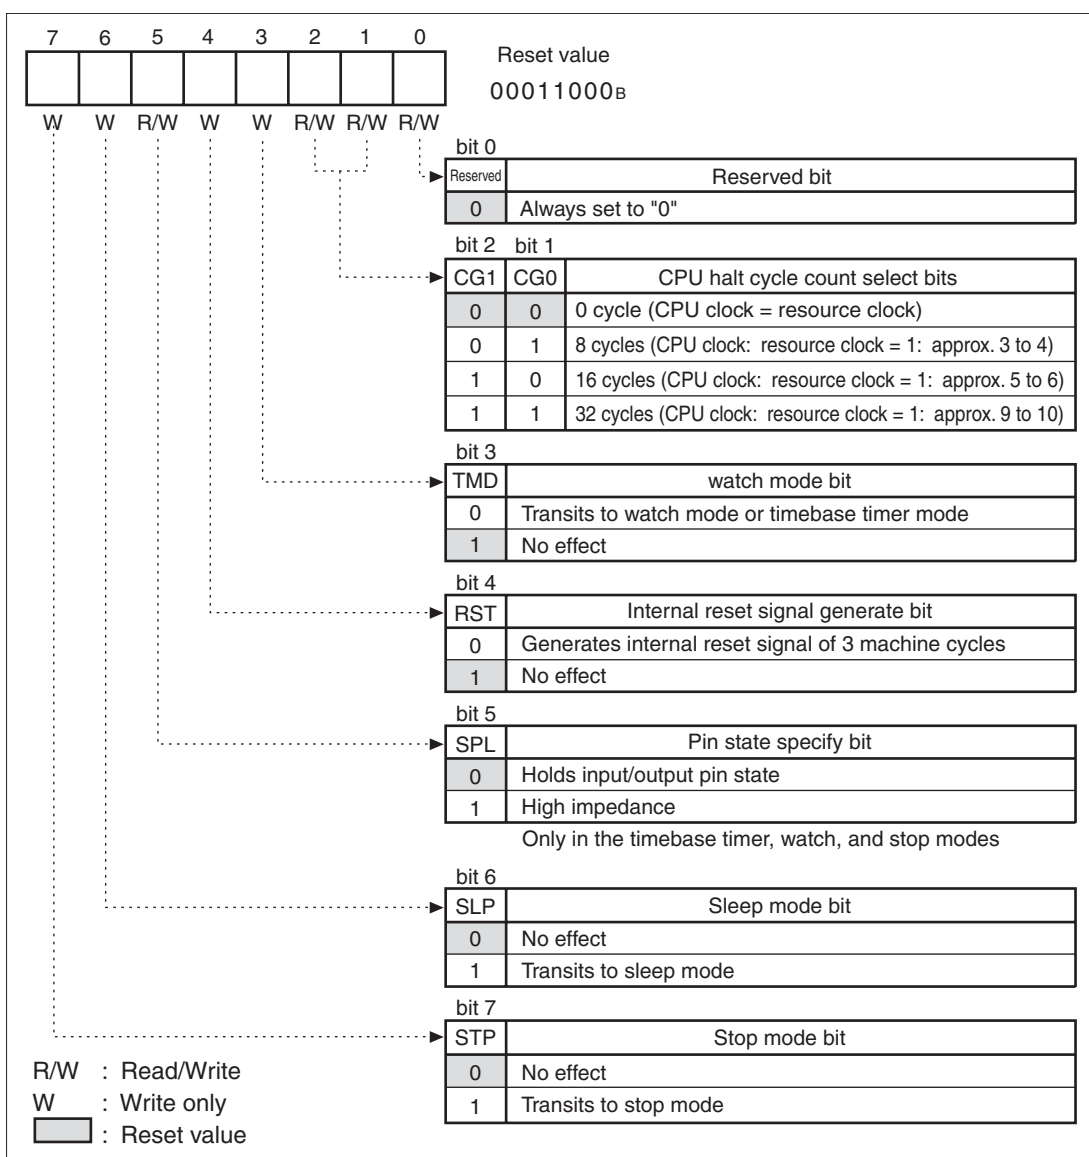 7 6 5 4 3 2 1 0
Reset value
00011000B
W W R/W W W R/W R/W R/W
bit 0
Reserved Reserved bit
0 Always set to "0"
bit 2 bit 1
CG1 CG0 CPU halt cycle count select bits
0 0 0 cycle (CPU clock = resource clock)
0 1 8 cycles (CPU clock: resource clock = 1: approx. 3 to 4)
1 0 16 cycles (CPU clock: resource clock = 1: approx. 5 to 6)
1 1 32 cycles (CPU clock: resource clock = 1: approx. 9 to 10)
bit 3
TMD watch mode bit
0 Transits to watch mode or timebase timer mode
1 No effect
bit 4
RST Internal reset signal generate bit
0 Generates internal reset signal of 3 machine cycles
1 No effect
bit 5
SPL Pin state specify bit
0 Holds input/output pin state
1 High impedance
Only in the timebase timer, watch, and stop modes
bit 6
SLP Sleep mode bit
0 No effect
1 Transits to sleep mode
bit 7
STP Stop mode bit
0 No effect
1 Transits to stop mode
R/W : Read/Write
W : Write only
: Reset value